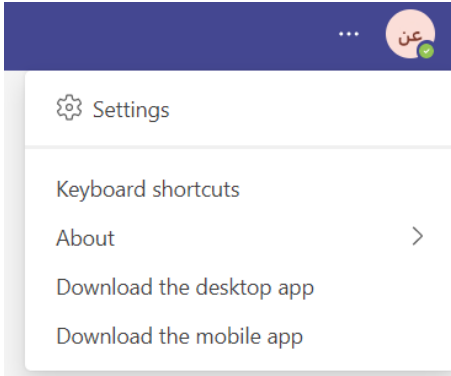 ... عن
Settings
Keyboard shortcuts
About
Download the desktop app
Download the mobile app